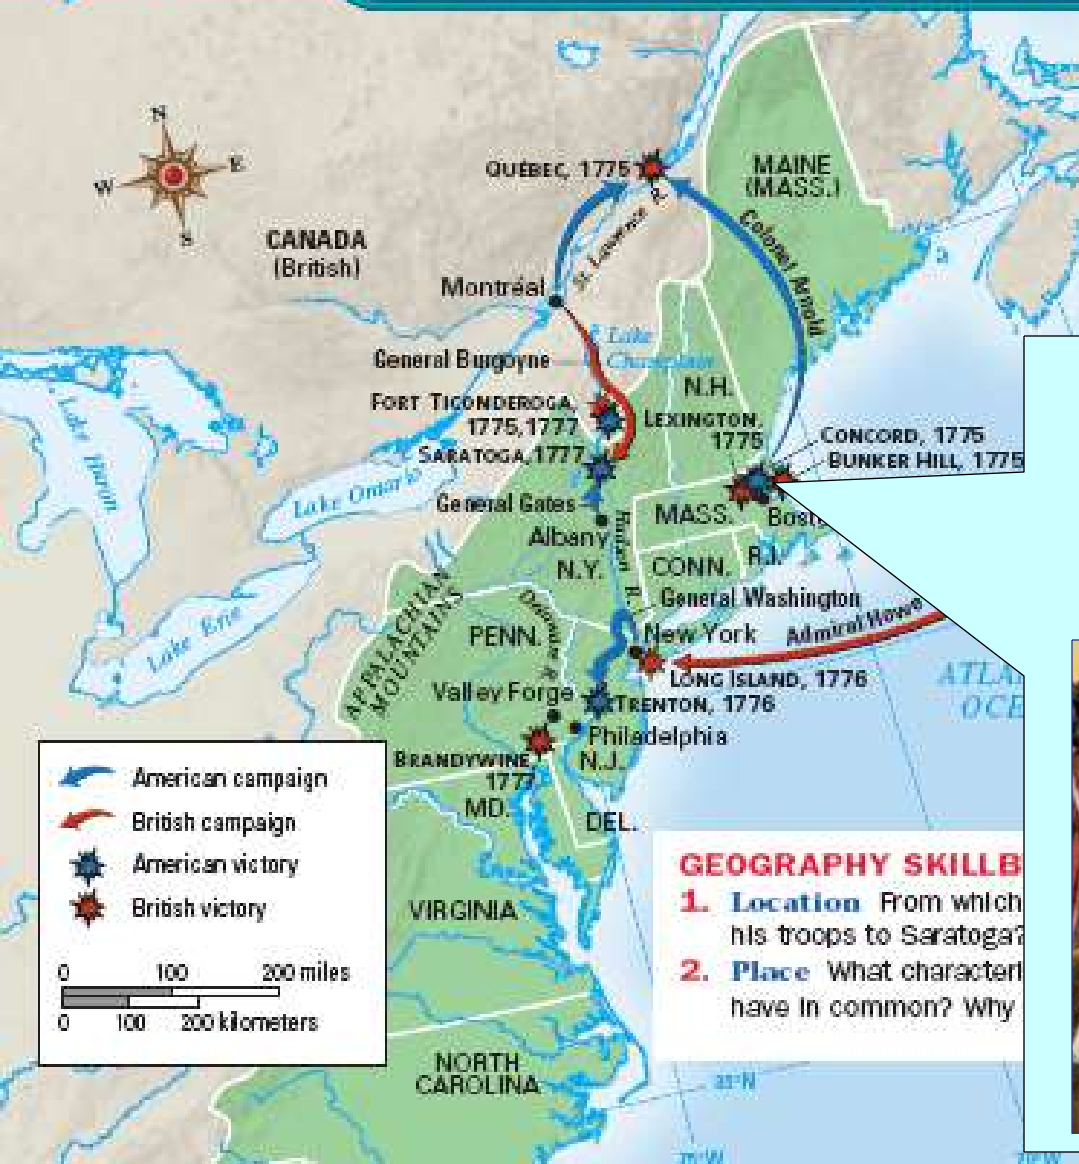 N
E
W
S
QUÉBEC, 1775
MAINE
(MASS.)
CANADA
(British)
St. Lawrence R.
Colonel Arnold
Montréal
Lake
Champlain
General Burgoyne
N.H.
FORT TICONDEROGA,
1775, 1777
LEXINGTON,
1775
CONCORD, 1775
BUNKER HILL, 1775
SARATOGA, 1777
Lake Huron
Lake Ontario
General Gates
MASS.
Albany
Hudson R.
N.Y.
CONN.
R.I.
General Washington
APPALACHIAN
MOUNTAINS
Lake Erie
Delaware R.
PENN.
New York
Admiral Howe
LONG ISLAND, 1776
Valley Forge
TRENTON, 1776
Philadelphia
BRANDYWINE,
1777
N.J.
MD.
DEL.
VIRGINIA
NORTH
CAROLINA
American campaign
British campaign
American victory
British victory
0 100 200 miles
0 100 200 kilometers
GEOGRAPHY SKILLB
1. Location From which
his troops to Saratoga?
2. Place What characteri
have in common? Why